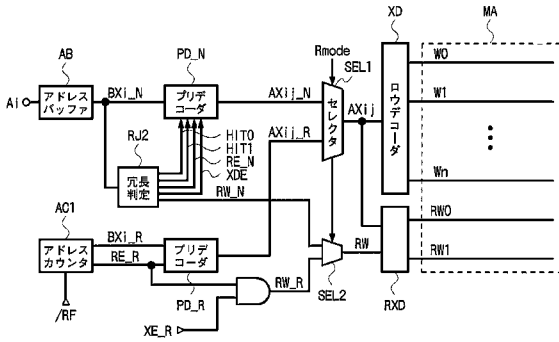 AB
PD_N
XD
MA
Rmode
SEL1
Ai
アドレス
バッファ
BXi_N
プリデ
コーダ
AXij_N
セレクタ
AXij
ロウデコーダ
W0
W1
Wn
RJ2
冗長
判定
HIT0
HIT1
RE_N
XDE
RW_N
AXij_R
AC1
アドレス
カウンタ
BXi_R
RE_R
プリデ
コーダ
PD_R
RW_R
RW
SEL2
RXD
RW0
RW1
/RF
XE_R